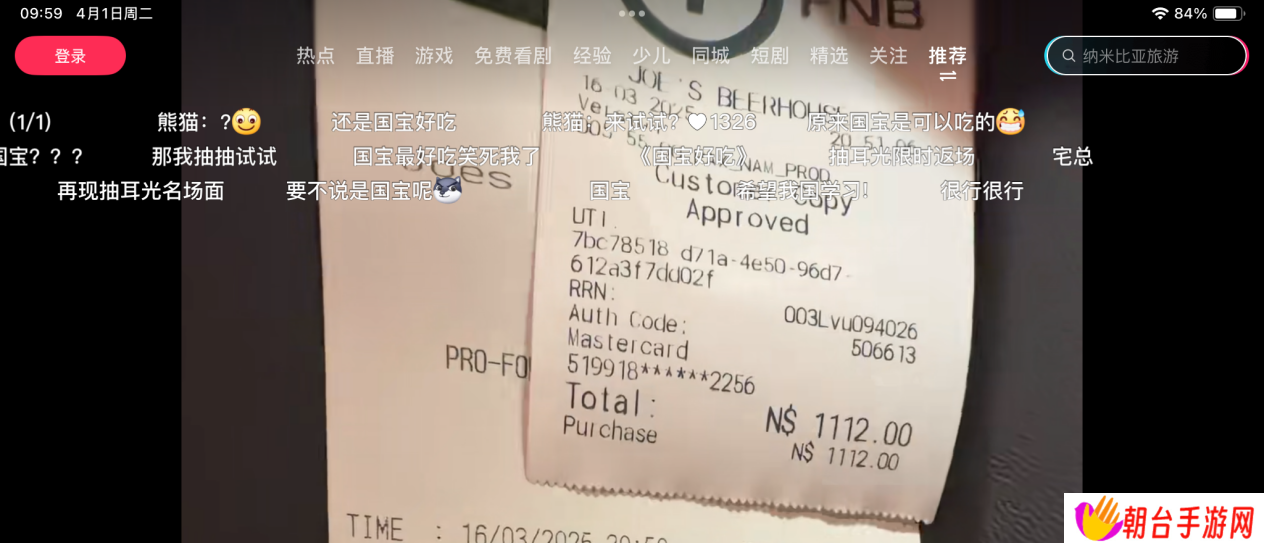 09:59 4月1日周二
84%
登录
热点 直播 游戏 免费看剧 经验 少儿 同城 短剧 精选 关注 推荐
纳米比亚旅游
(1/1) 熊猫：? 还是国宝好吃 熊猫：来试试? 1326 原来国宝是可以吃的
国宝？？？ 那我抽抽试试 国宝最好吃笑死我了 《国宝好吃》 抽耳光限时返场 宅总
再现抽耳光名场面 要不说是国宝呢 国宝 希望我国学习! 很行很行
FNB
JOE'S BEERHOUSE
16 03 2025
NAM_PROD
Customer Copy
Approved
UTI:
7bc78518 d71a-4e50-96d7-
612a3f7dd02f
RRN: 003Lvu094026
Auth Code: 506613
Mastercard
519918******2256
Total: N$ 1112.00
Purchase N$ 1112.00
PRO-FO
TIME : 16/03/2025
朝台手游网